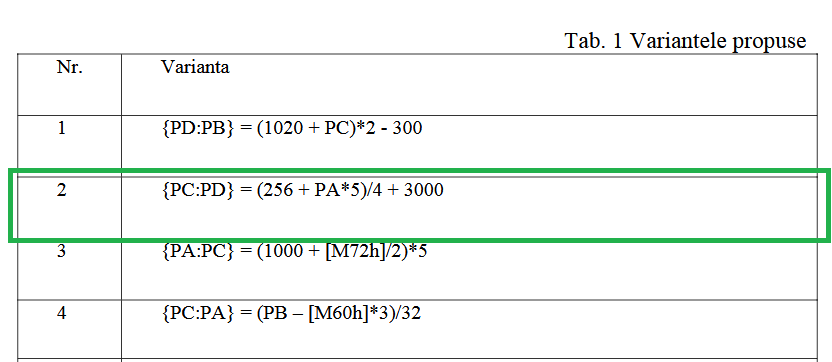 Tab. 1 Variantele propuse
Nr. Varianta
1 {PD:PB} = (1020 + PC)*2 - 300
2 {PC:PD} = (256 + PA*5)/4 + 3000
3 {PA:PC} = (1000 + [M72h]/2)*5
4 {PC:PA} = (PB – [M60h]*3)/32